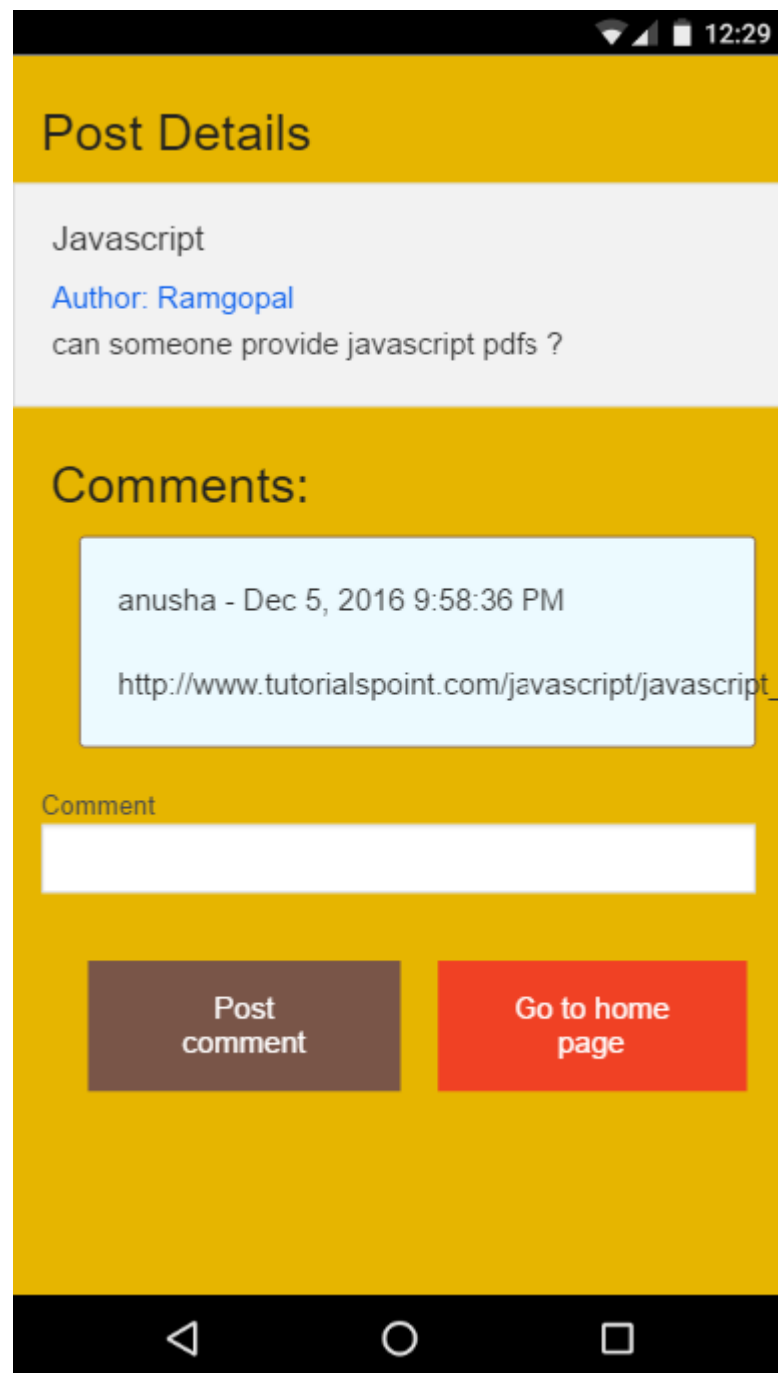 12:29
Post Details
Javascript
Author: Ramgopal
can someone provide javascript pdfs ?
Comments:
anusha - Dec 5, 2016 9:58:36 PM
http://www.tutorialspoint.com/javascript/javascript_
Comment
Post
comment
Go to home
page